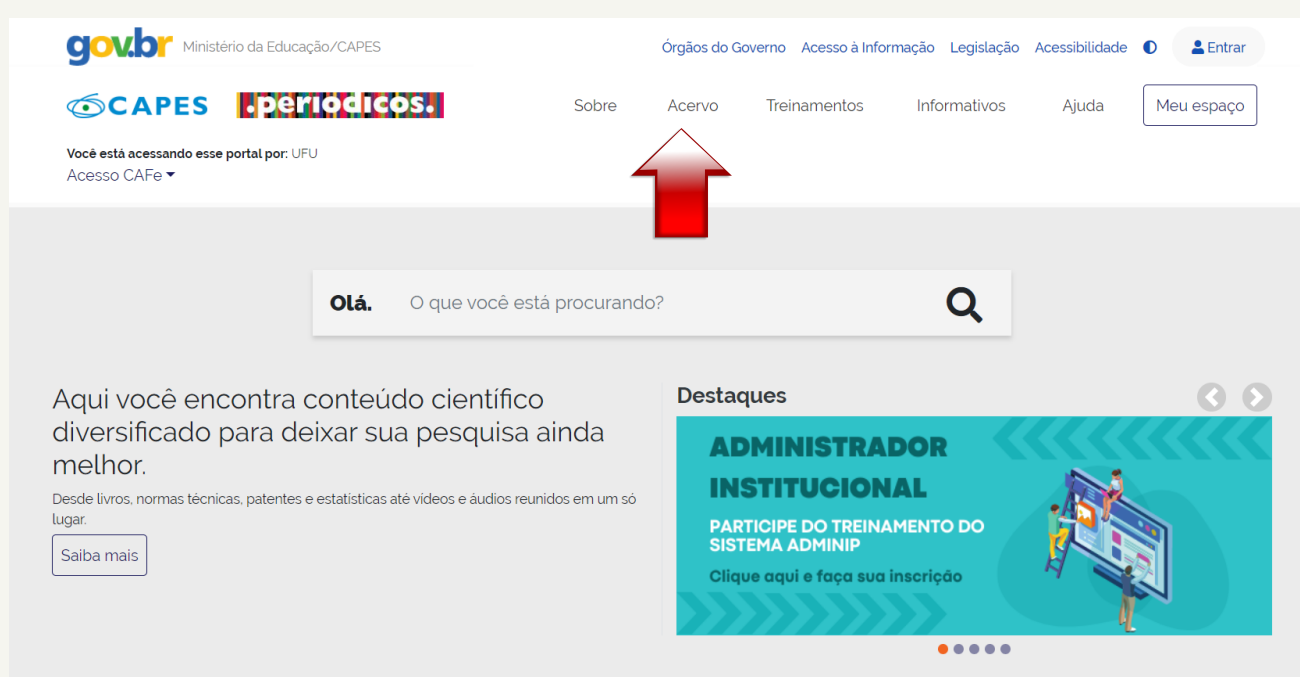 gov.br Ministério da Educação/CAPES
Órgãos do Governo Acesso à Informação Legislação Acessibilidade Entrar
CAPES .periódicos.
Sobre Acervo Treinamentos Informativos Ajuda Meu espaço
Você está acessando esse portal por: UFU
Acesso CAFe
Olá. O que você está procurando?
Aqui você encontra conteúdo científico
diversificado para deixar sua pesquisa ainda
melhor.
Desde livros, normas técnicas, patentes e estatísticas até vídeos e áudios reunidos em um só
lugar.
Saiba mais
Destaques
ADMINISTRADOR
INSTITUCIONAL
PARTICIPE DO TREINAMENTO DO
SISTEMA ADMINIP
Clique aqui e faça sua inscrição